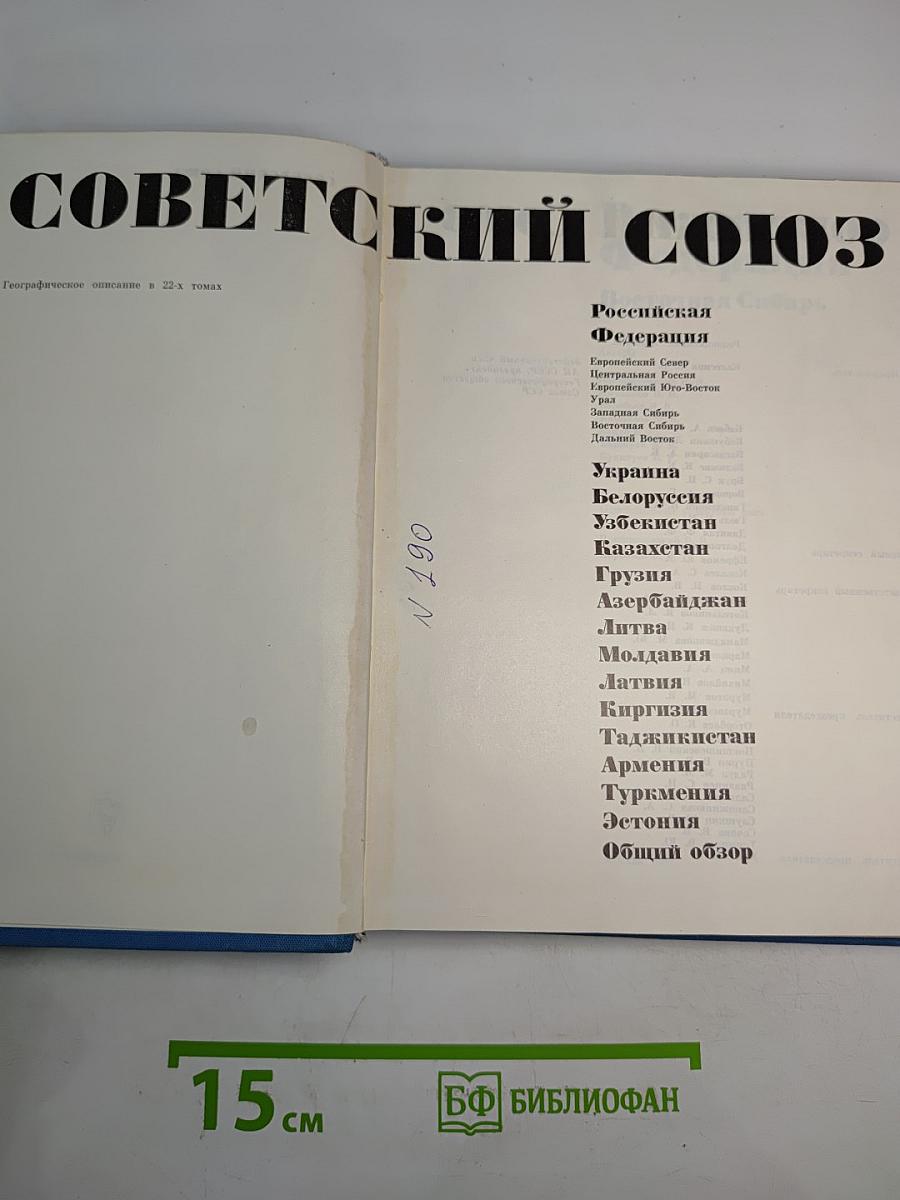 СОВЕТСКИЙ СОЮЗ
Географическое описание в 22-х томах
Российская
Федерация
Европейский Север
Центральная Россия
Европейский Юго-Восток
Урал
Западная Сибирь
Восточная Сибирь
Дальний Восток
Украина
Белоруссия
Узбекистан
Казахстан
Грузия
Азербайджан
Литва
Молдавия
Латвия
Киргизия
Таджикистан
Армения
Туркмения
Эстония
Общий обзор
N 190
15 см
БФ БИБЛИОФАН